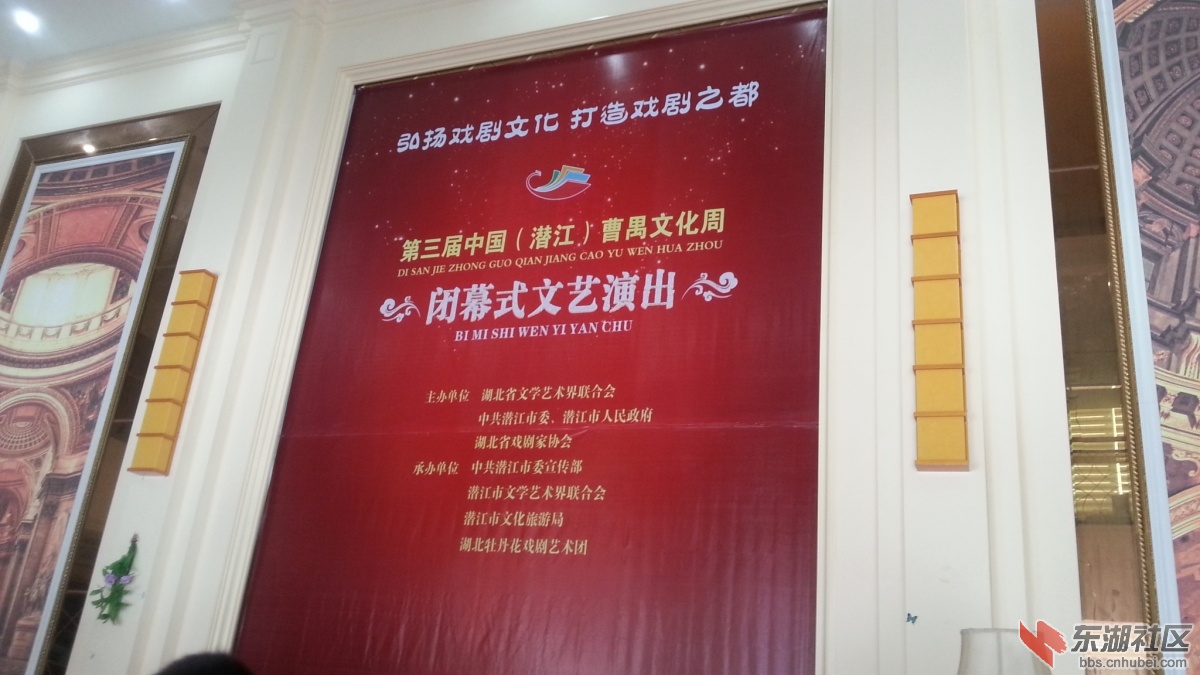 弘扬戏剧文化 打造戏剧之都
第三届中国（潜江）曹禺文化周
DI SAN JIE ZHONG GUO QIAN JIANG CAO YU WEN HUA ZHOU
闭幕式文艺演出
BI MI SHI WEN YI YAN CHU
主办单位 湖北省文学艺术界联合会
中共潜江市委、潜江市人民政府
湖北省戏剧家协会
承办单位 中共潜江市委宣传部
潜江市文学艺术界联合会
潜江市文化旅游局
湖北牡丹花戏剧艺术团
东湖社区
bbs.cnhubei.com